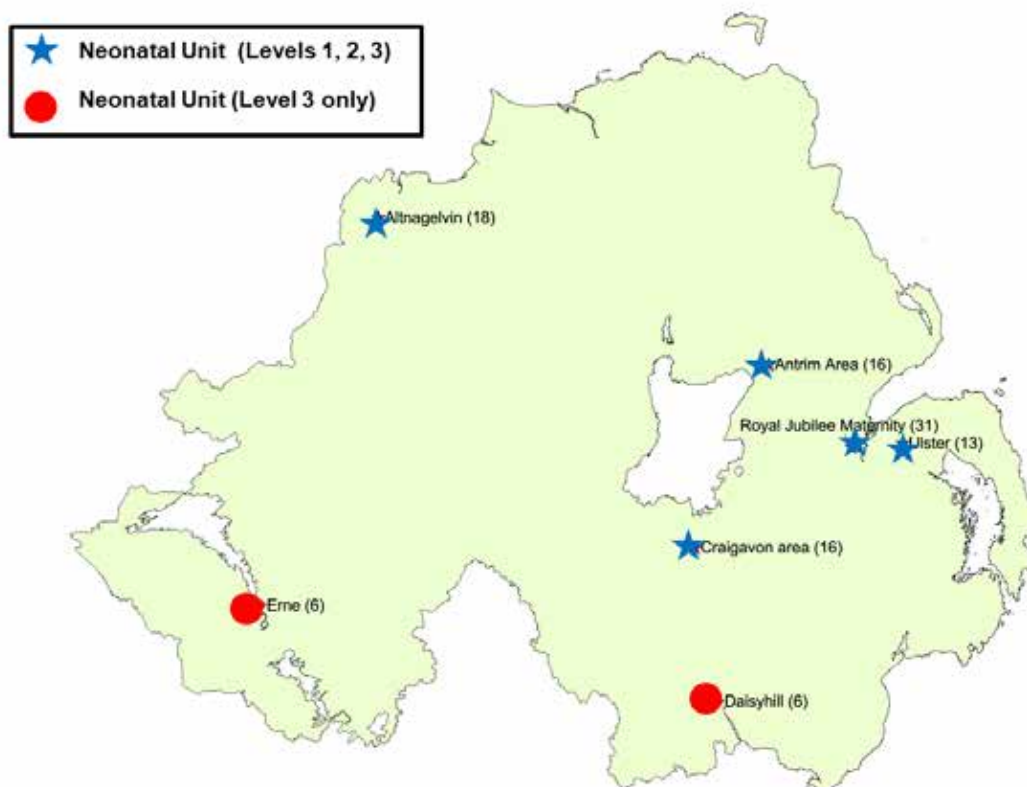 Neonatal Unit (Levels 1, 2, 3)
Neonatal Unit (Level 3 only)
Altnagelvin (18)
Antrim Area (16)
Royal Jubilee Maternity (31)
Ulster (13)
Craigavon area (16)
Erne (6)
Daisyhill (6)